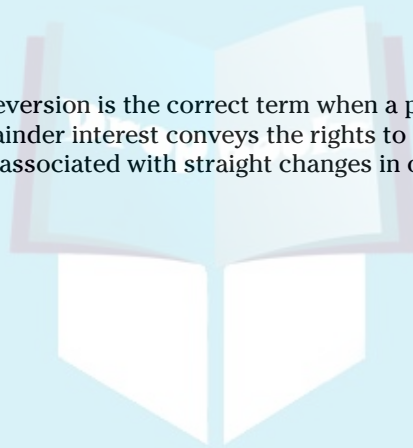 eversion is the correct term when a p
ainder interest conveys the rights to
associated with straight changes in o